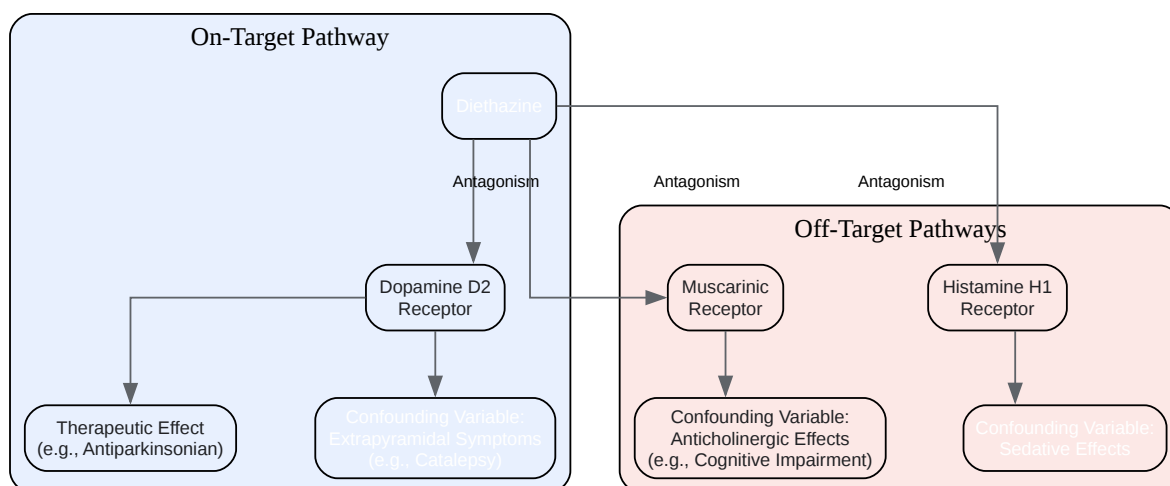 On-Target Pathway
Diethazine
Antagonism
Antagonism
Antagonism
Off-Target Pathways
Dopamine D2
Receptor
Muscarinic
Receptor
Histamine H1
Receptor
Therapeutic Effect
(e.g., Antiparkinsonian)
Confounding Variable:
Extrapyramidal Symptoms
(e.g., Catalepsy)
Confounding Variable:
Anticholinergic Effects
(e.g., Cognitive Impairment)
Confounding Variable:
Sedative Effects